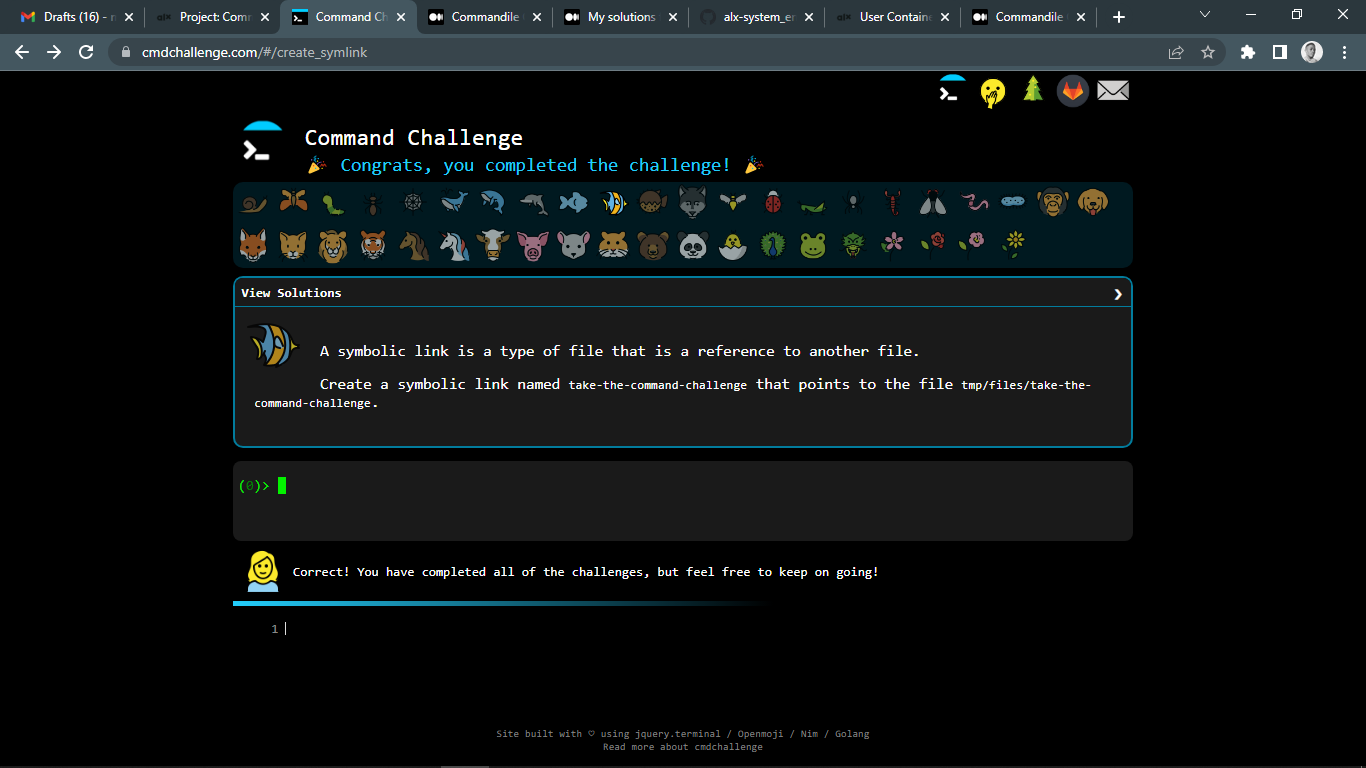 Drafts (16) - n
Project: Comm
Command Ch
Commandile
My solutions
alx-system_er
User Containe
Commandile
cmdchallenge.com/#/create_symlink
Command Challenge
Congrats, you completed the challenge!
View Solutions
A symbolic link is a type of file that is a reference to another file.
Create a symbolic link named take-the-command-challenge that points to the file tmp/files/take-the-
command-challenge.
(0)>
Correct! You have completed all of the challenges, but feel free to keep on going!
1
Site built with ♡ using jquery.terminal / Openmoji / Nim / Golang
Read more about cmdchallenge